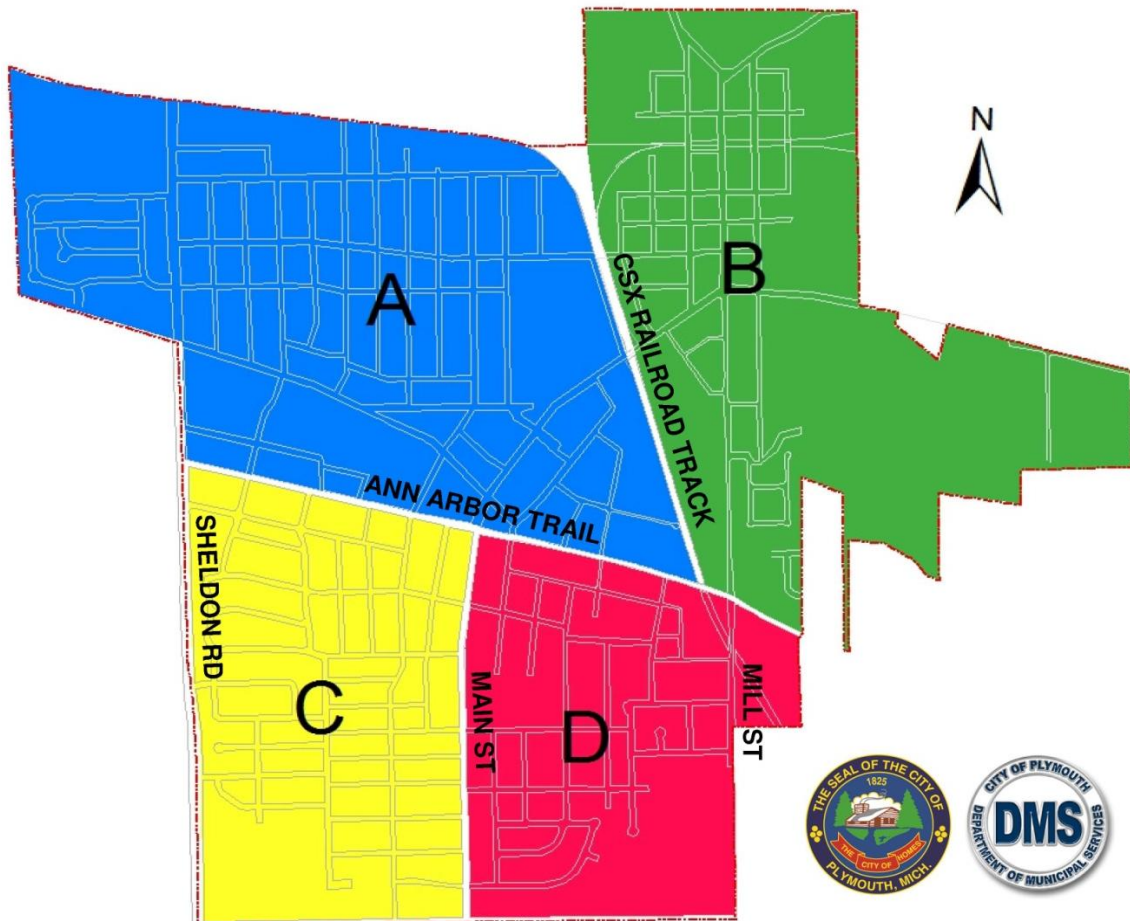 N
A
B
CSX RAILROAD TRACK
ANN ARBOR TRAIL
SHELDON RD
C
MAIN ST
D
MILL ST
THE SEAL OF THE CITY OF
1825
THE
CITY OF HOMES
PLYMOUTH, MICH.
CITY OF PLYMOUTH
DMS
DEPARTMENT OF MUNICIPAL SERVICES